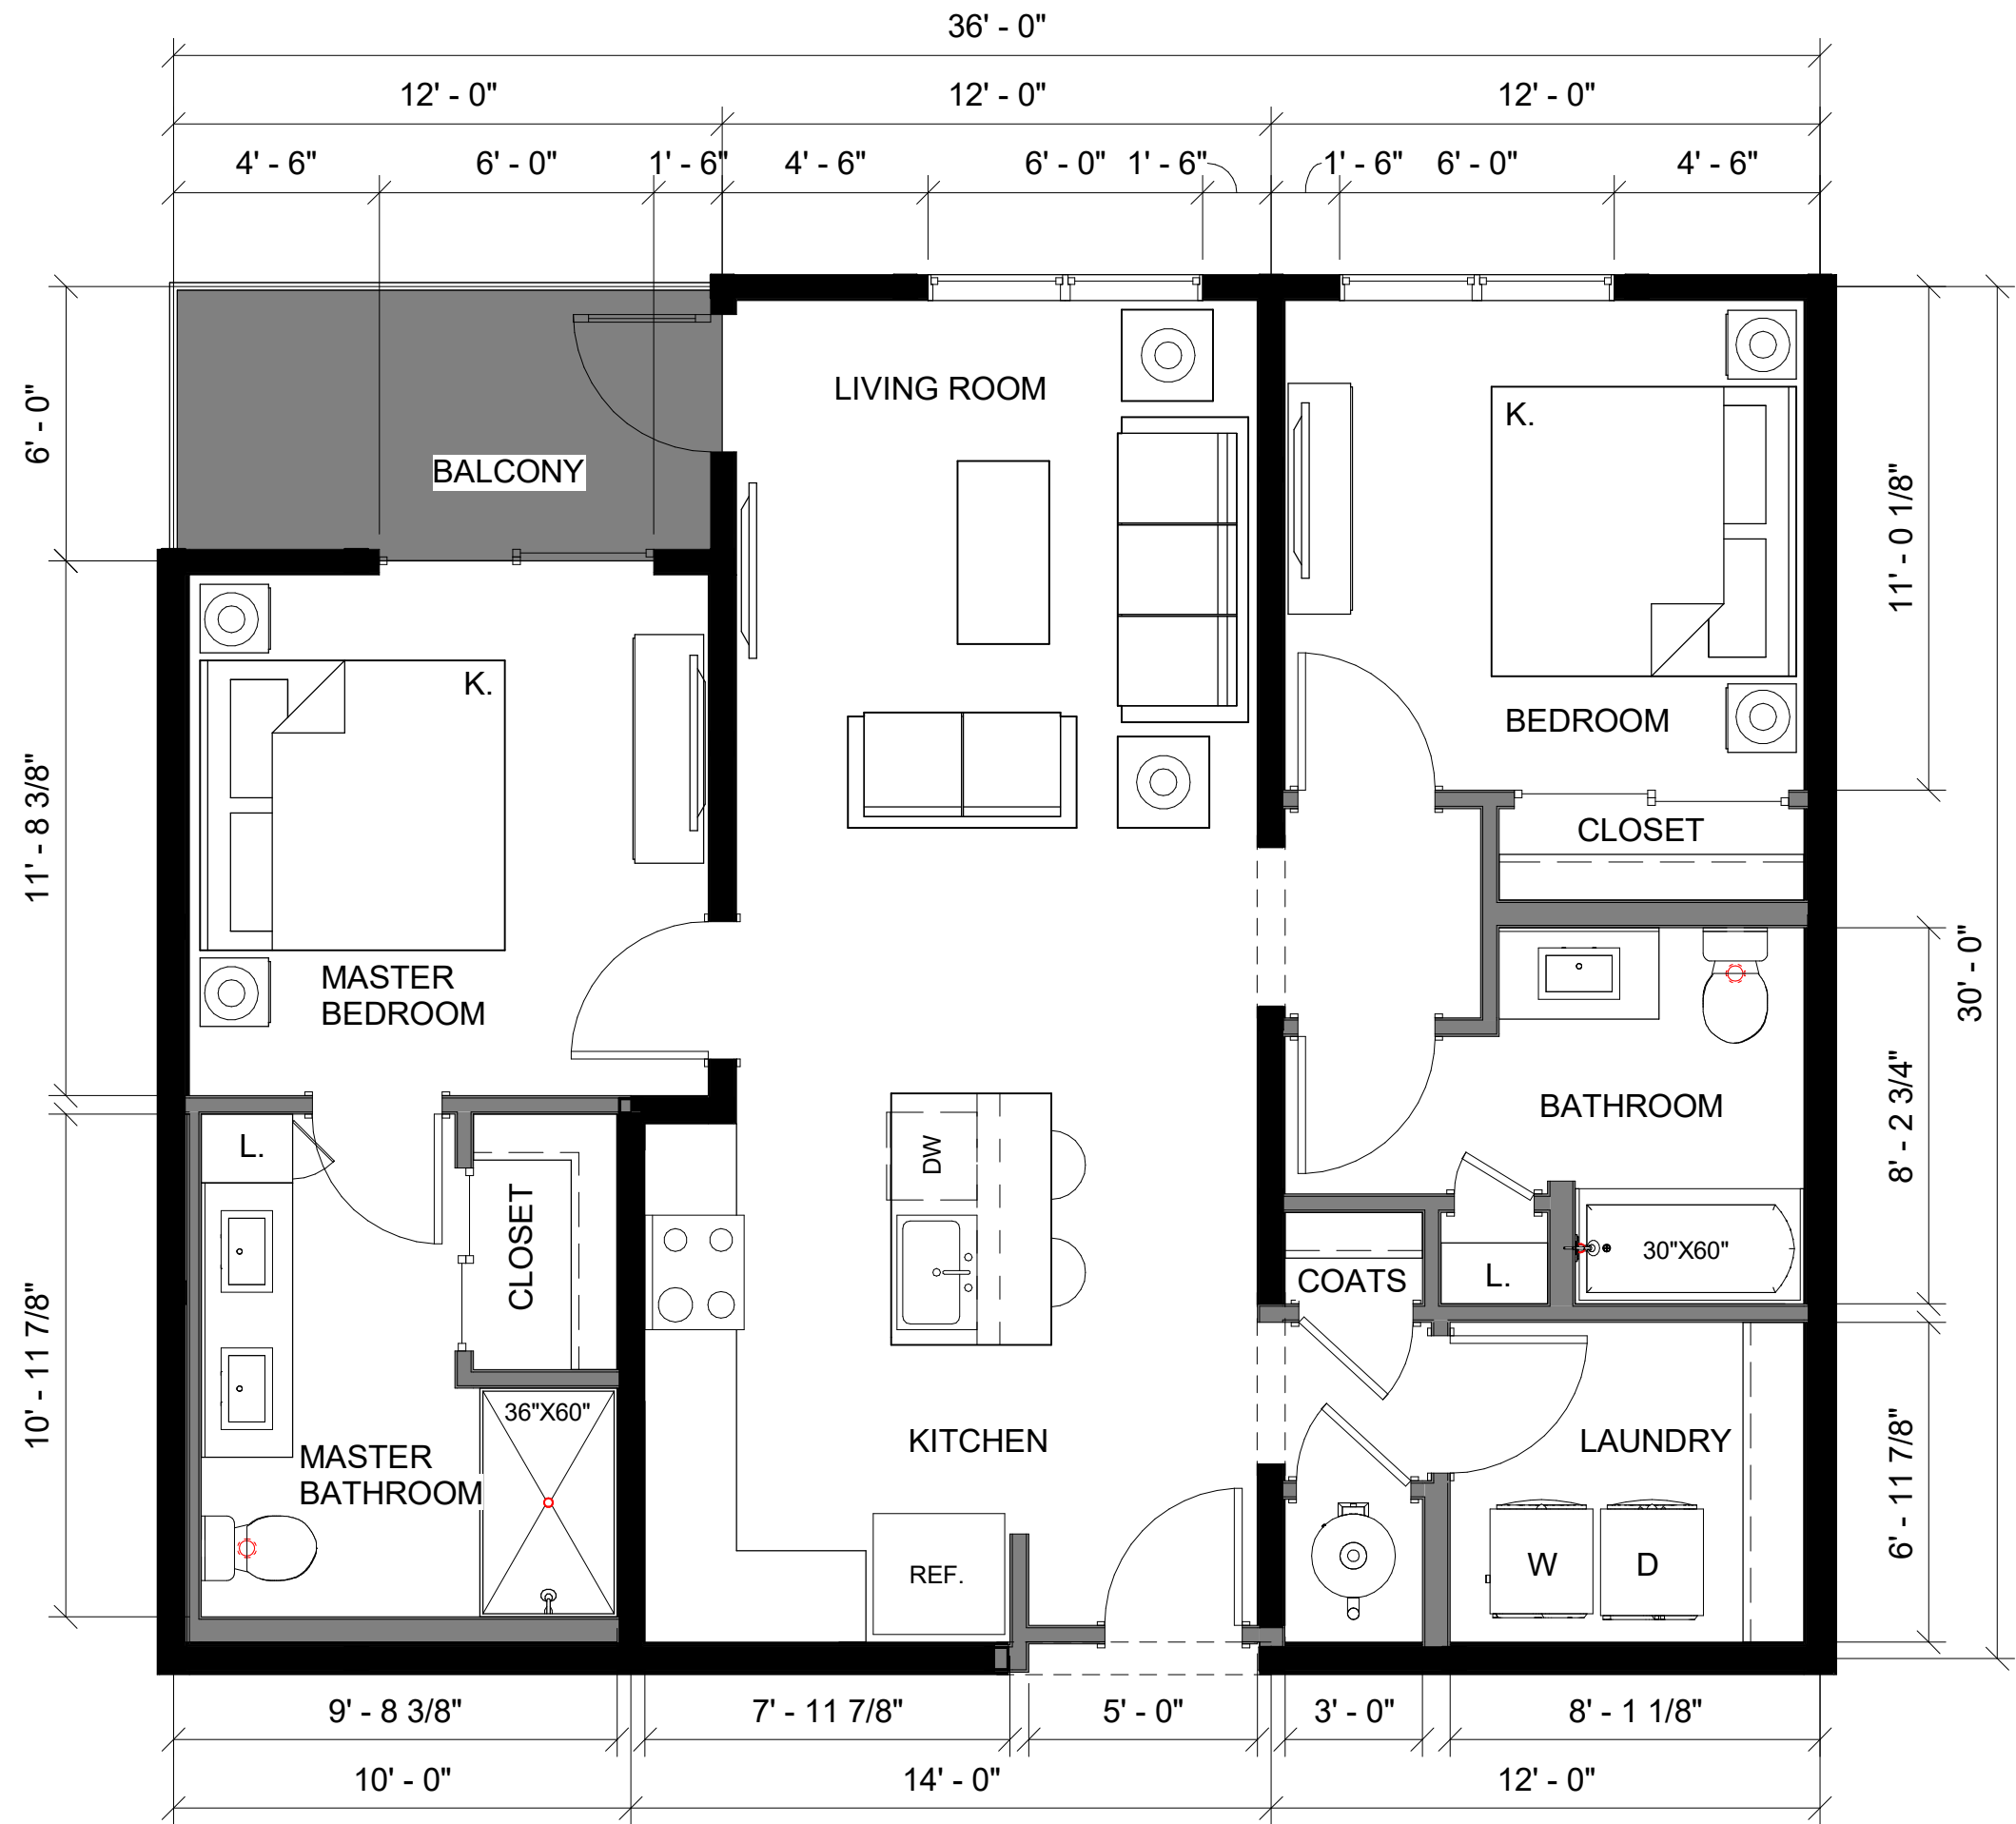 36' - 0"
12' - 0"
12' - 0"
12' - 0"
4' - 6"
6' - 0"
1' - 6"
4' - 6"
6' - 0"
1' - 6"
1' - 6"
6' - 0"
4' - 6"
6' - 0"
11' - 8 3/8"
10' - 11 7/8"
LIVING ROOM
K.
BALCONY
11' - 0 1/8"
K.
BEDROOM
CLOSET
MASTER
BEDROOM
30' - 0"
8' - 2 3/4"
BATHROOM
L.
DW
CLOSET
30"X60"
COATS
L.
36"X60"
KITCHEN
LAUNDRY
MASTER
BATHROOM
6' - 11 7/8"
REF.
W
D
9' - 8 3/8"
7' - 11 7/8"
5' - 0"
3' - 0"
8' - 1 1/8"
10' - 0"
14' - 0"
12' - 0"